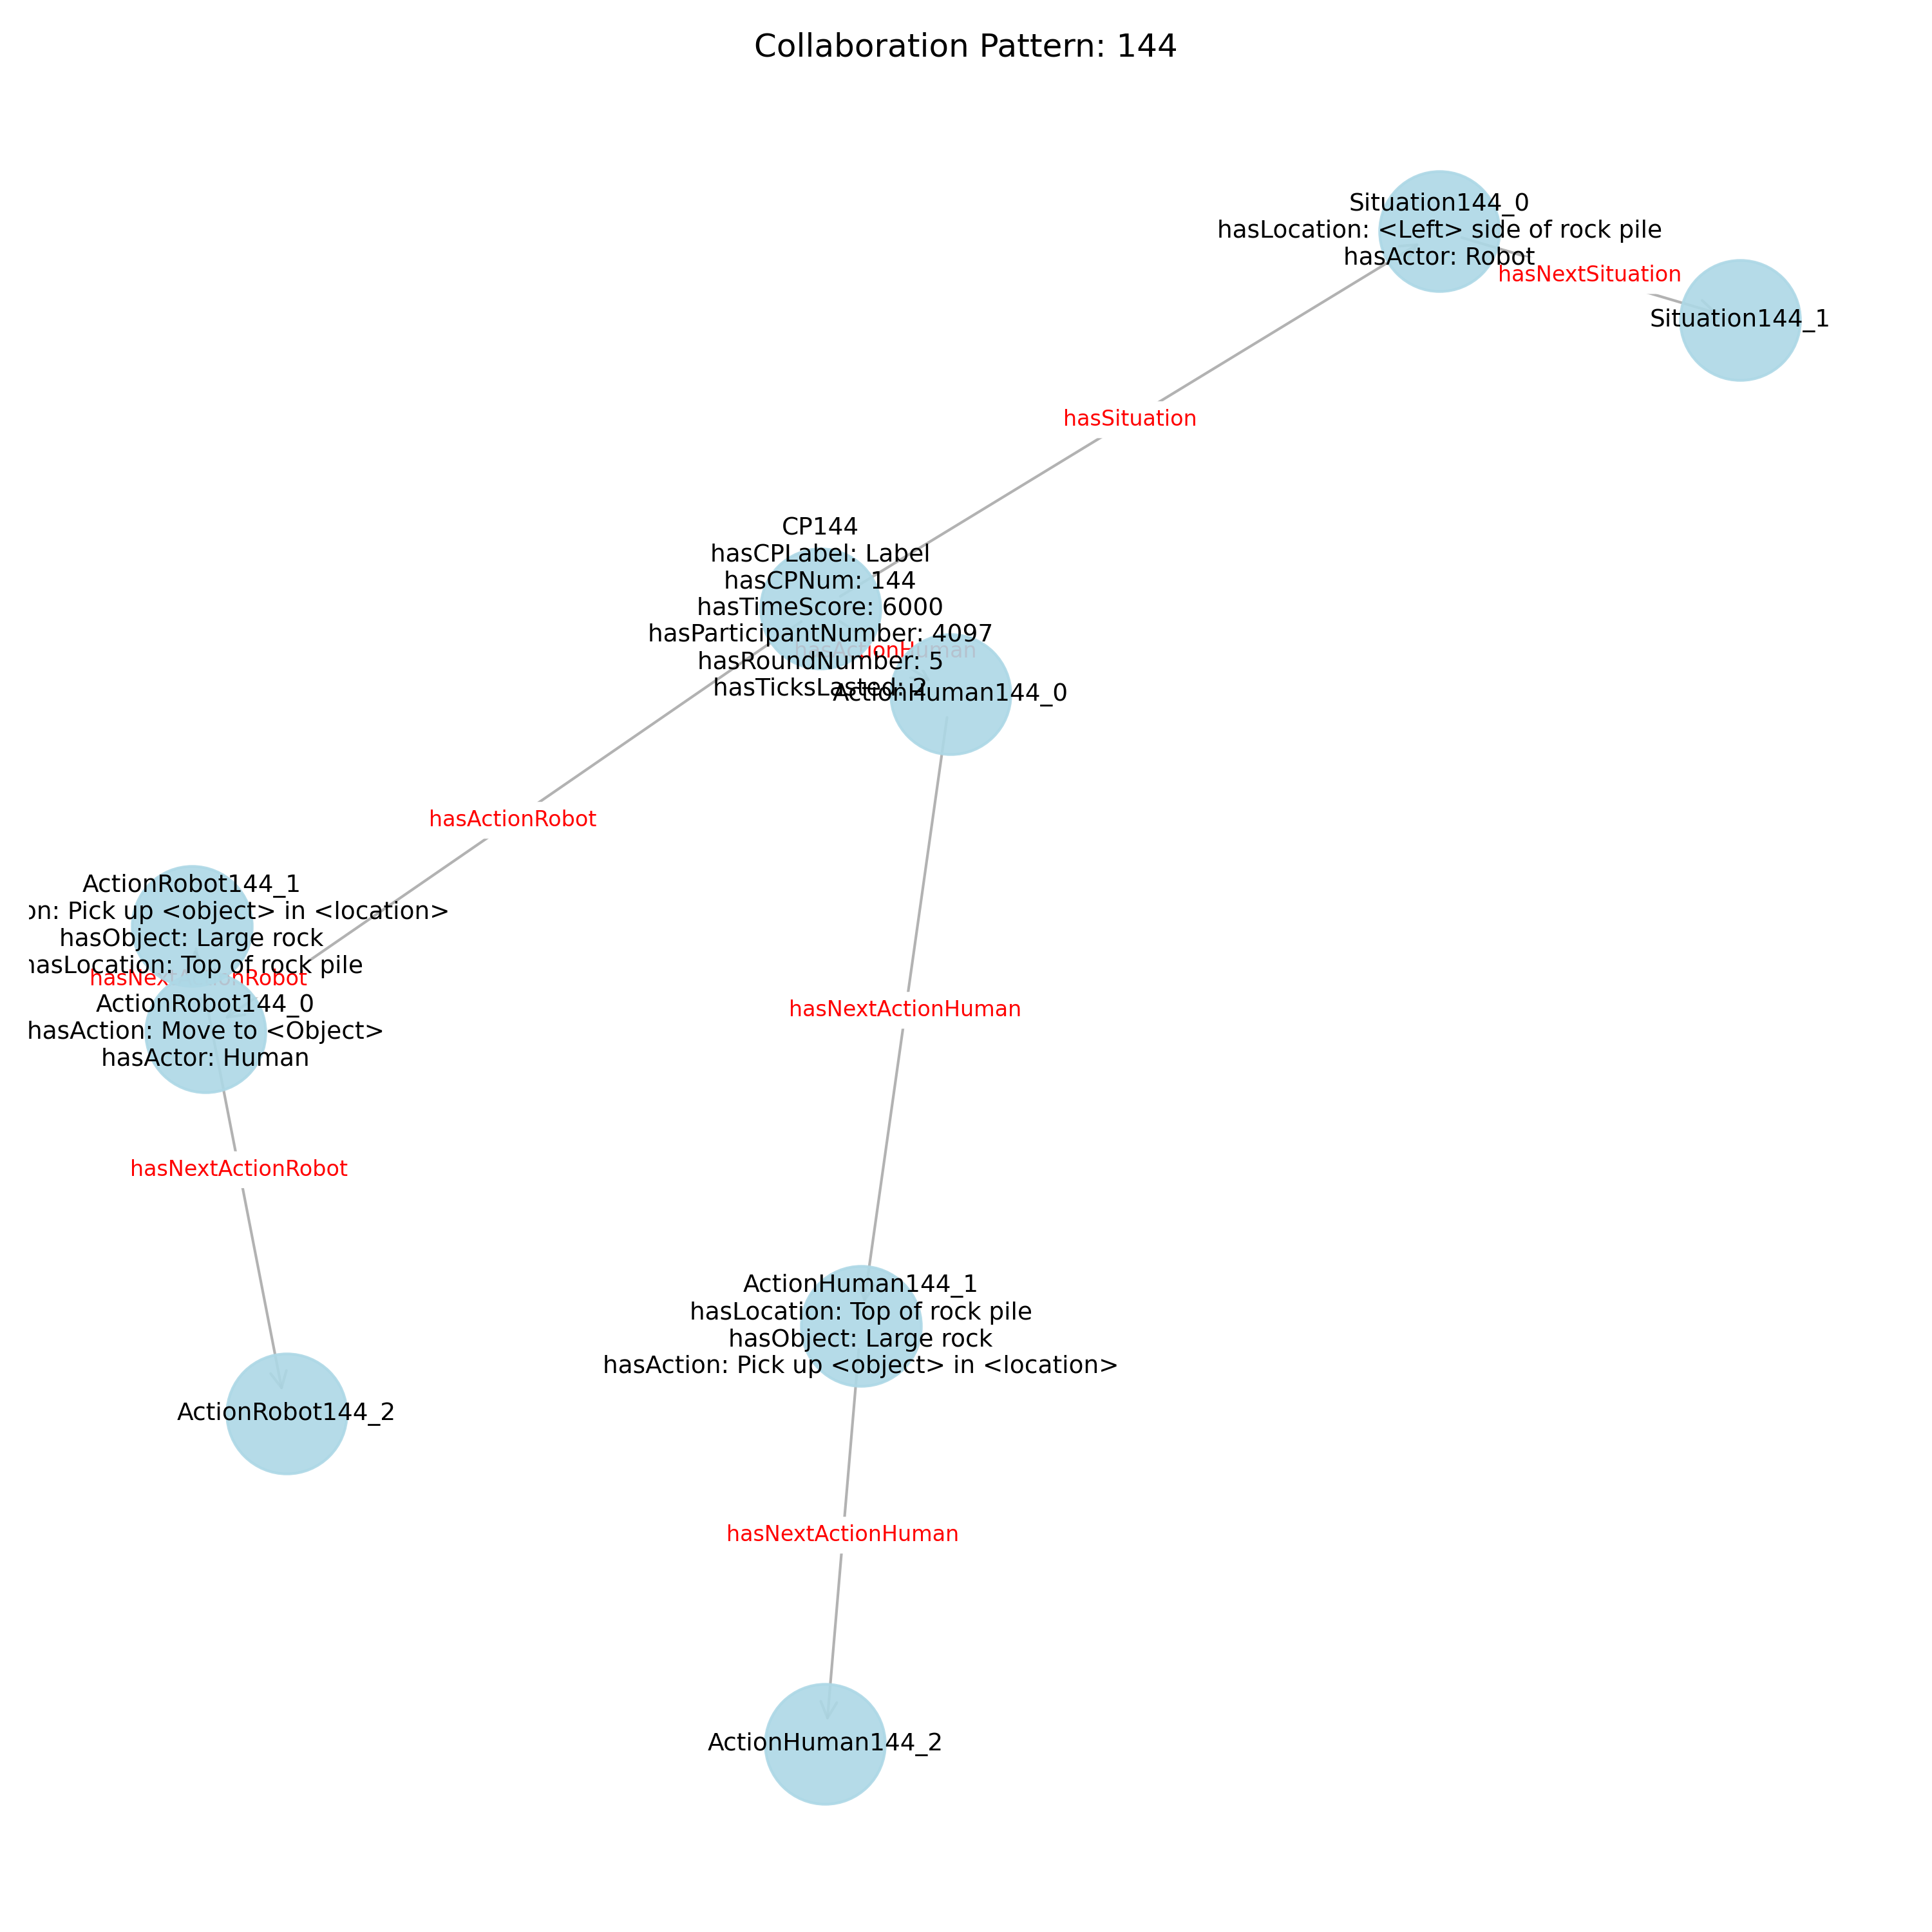 Collaboration Pattern: 144
Situation144_0
hasLocation: <Left> side of rock pile
hasActor: Robot
hasNextSituation
Situation144_1
hasSituation
CP144
hasCPLabel: Label
hasCPNum: 144
hasTimeScore: 6000
hasParticipantNumber: 4097
hasActionHuman
hasRoundNumber: 5
hasTicksLasted: 2
ActionHuman144_0
hasActionRobot
ActionRobot144_1
on: Pick up <object> in <location>
hasObject: Large rock
hasLocation: Top of rock pile
hasNextActionRobot
ActionRobot144_0
hasAction: Move to <Object>
hasActor: Human
hasNextActionHuman
hasNextActionRobot
ActionHuman144_1
hasLocation: Top of rock pile
hasObject: Large rock
hasAction: Pick up <object> in <location>
ActionRobot144_2
hasNextActionHuman
ActionHuman144_2